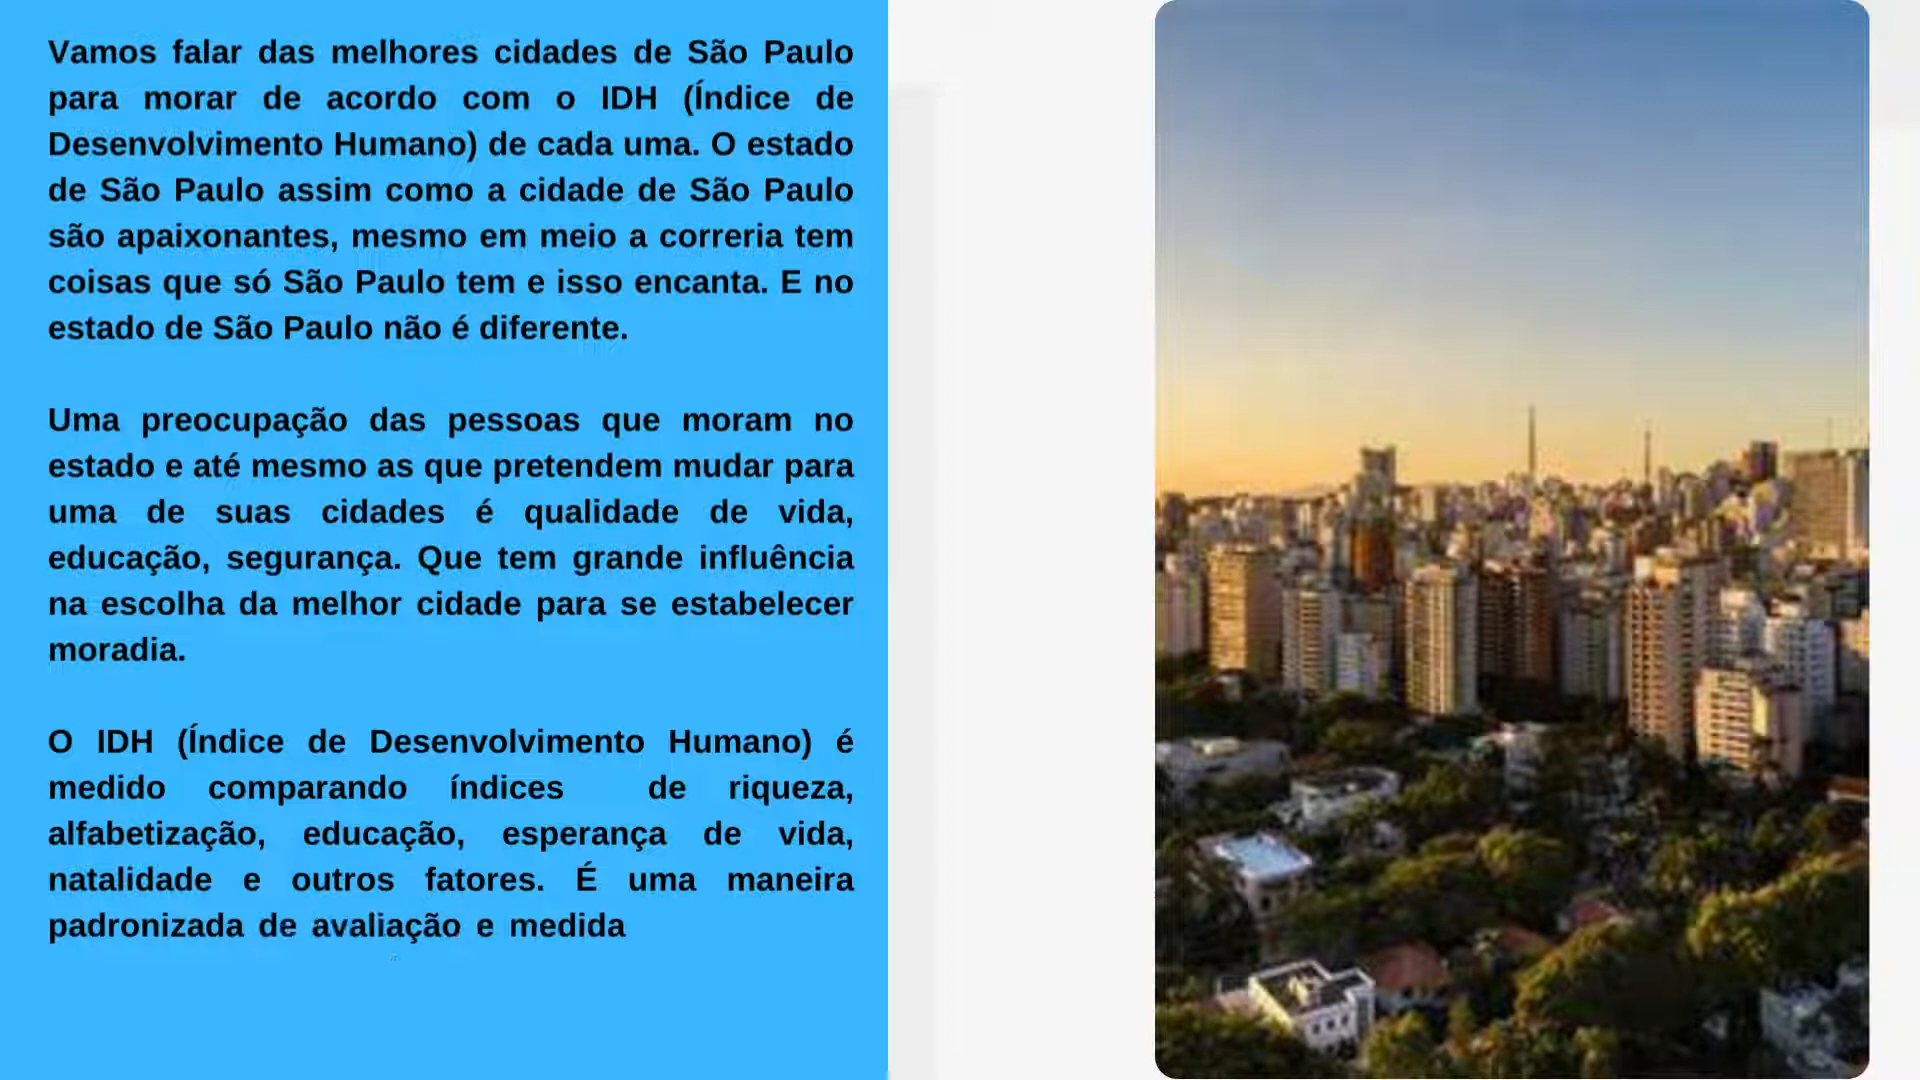 Vamos falar das melhores cidades de São Paulo
para morar de acordo com o IDH (Índice de
Desenvolvimento Humano) de cada uma. O estado
de São Paulo assim como a cidade de São Paulo
são apaixonantes, mesmo em meio a correria tem
coisas que só São Paulo tem e isso encanta. E no
estado de São Paulo não é diferente.
Uma preocupação das pessoas que moram no
estado e até mesmo as que pretendem mudar para
uma de suas cidades é qualidade de vida,
educação, segurança. Que tem grande influência
na escolha da melhor cidade para se estabelecer
moradia.
O IDH (Índice de Desenvolvimento Humano) é
medido comparando índices de riqueza,
alfabetização, educação, esperança de vida,
natalidade e outros fatores. É uma maneira
padronizada de avaliação e medida